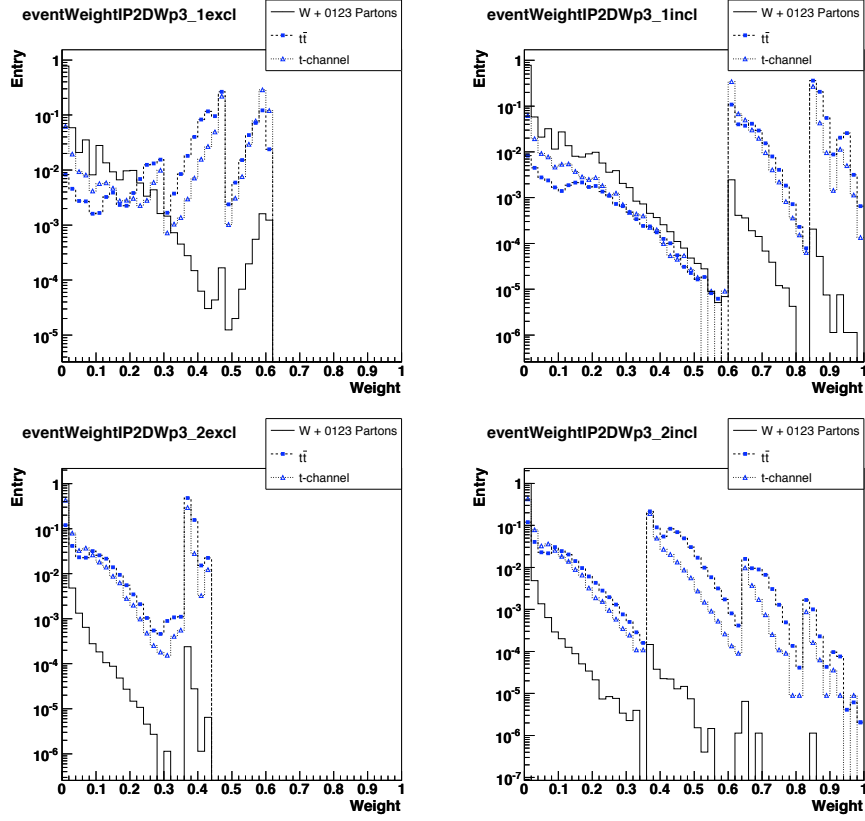 eventWeightIP2DWp3_1excl
W + 0123 Partons
tt̄
t-channel
Entry
1
10^-1
10^-2
10^-3
10^-4
10^-5
0 0.1 0.2 0.3 0.4 0.5 0.6 0.7 0.8 0.9 1
Weight
eventWeightIP2DWp3_1incl
W + 0123 Partons
tt̄
t-channel
Entry
1
10^-1
10^-2
10^-3
10^-4
10^-5
10^-6
0 0.1 0.2 0.3 0.4 0.5 0.6 0.7 0.8 0.9 1
Weight
eventWeightIP2DWp3_2excl
W + 0123 Partons
tt̄
t-channel
Entry
1
10^-1
10^-2
10^-3
10^-4
10^-5
10^-6
0 0.1 0.2 0.3 0.4 0.5 0.6 0.7 0.8 0.9 1
Weight
eventWeightIP2DWp3_2incl
W + 0123 Partons
tt̄
t-channel
Entry
1
10^-1
10^-2
10^-3
10^-4
10^-5
10^-6
10^-7
0 0.1 0.2 0.3 0.4 0.5 0.6 0.7 0.8 0.9 1
Weight